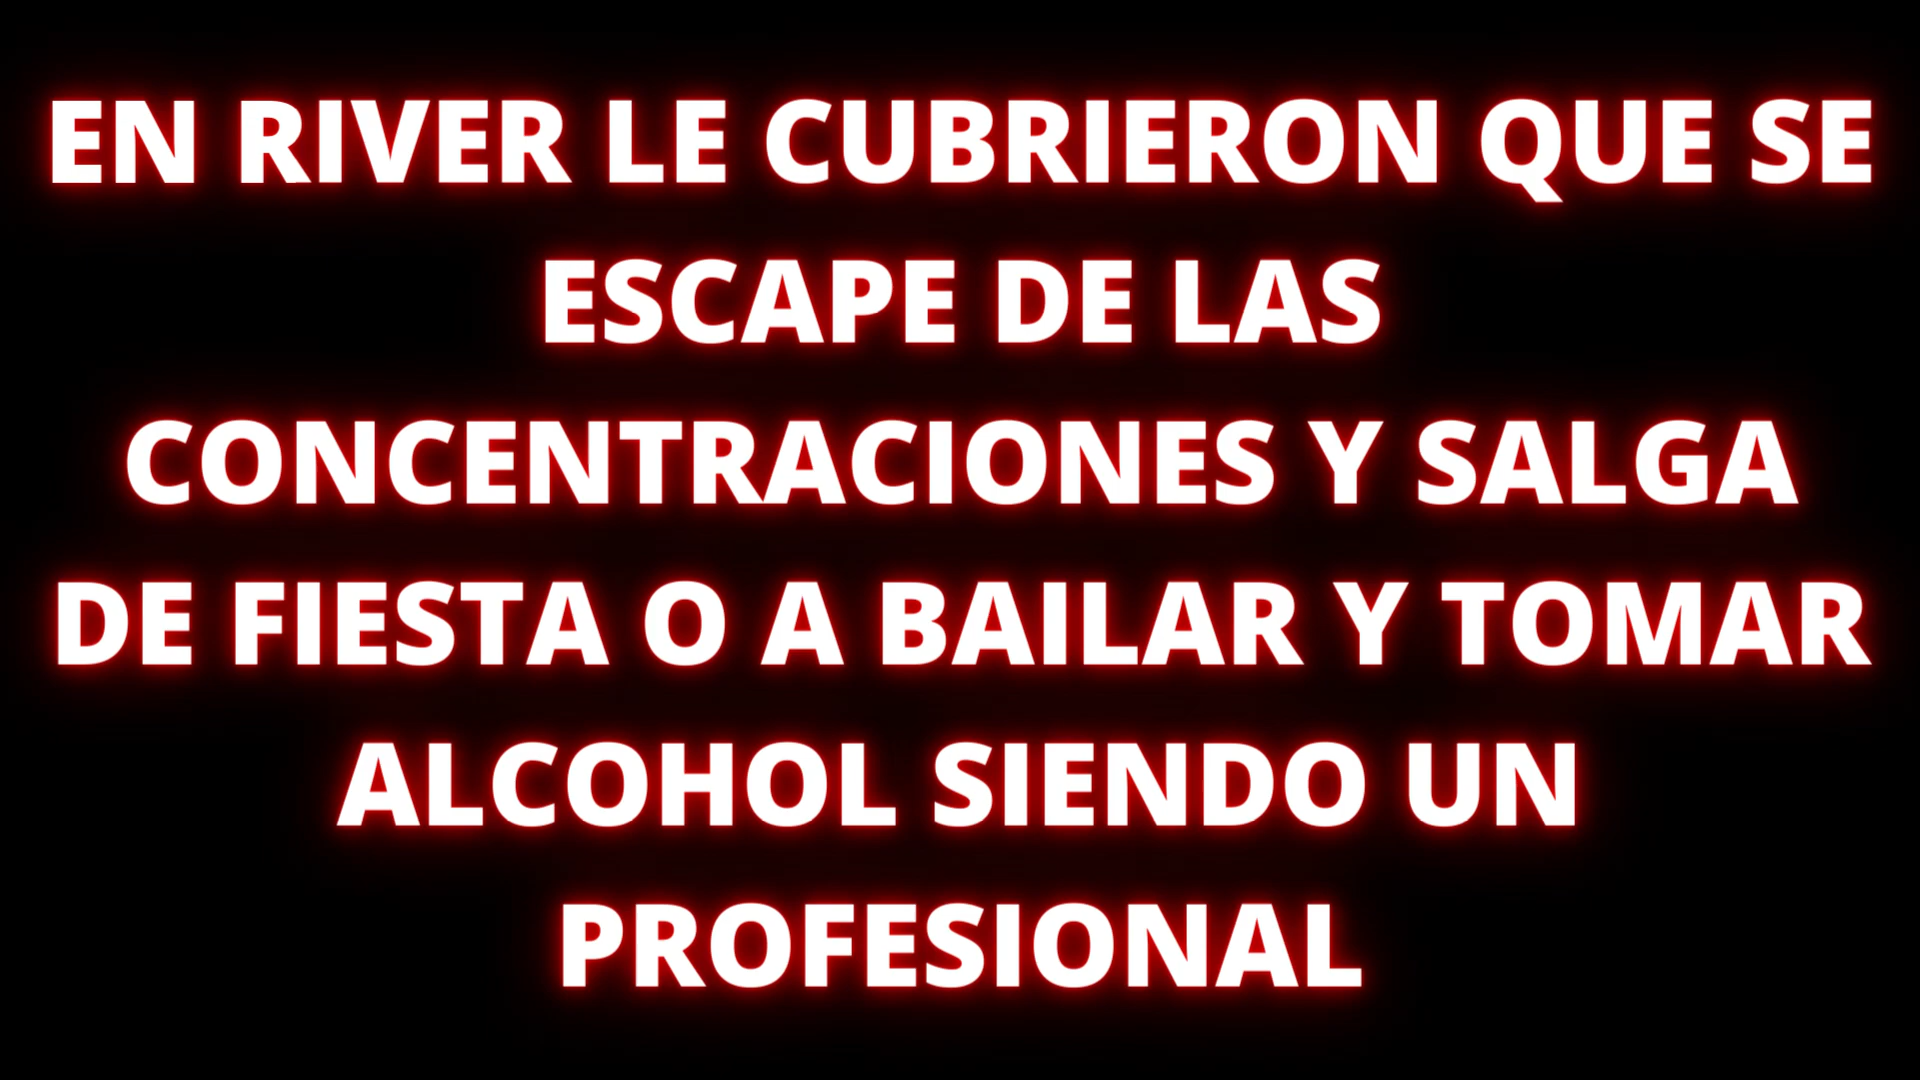 EN RIVER LE CUBRIERON QUE SE
ESCAPE DE LAS
CONCENTRACIONES Y SALGA
DE FIESTA O A BAILAR Y TOMAR
ALCOHOL SIENDO UN
PROFESIONAL